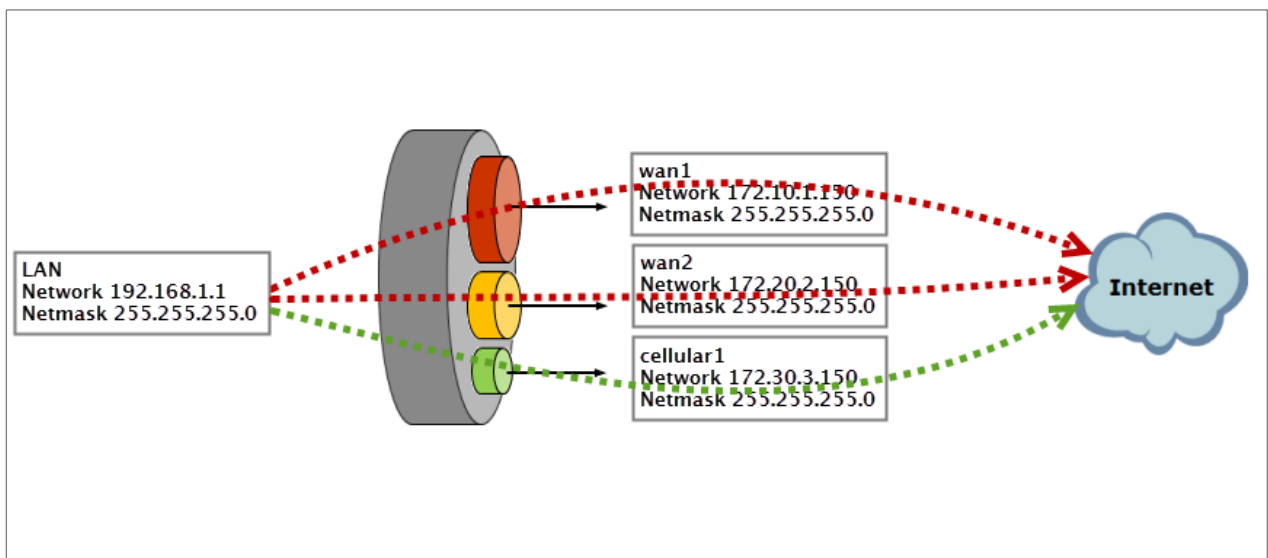 LAN
Network 192.168.1.1
Netmask 255.255.255.0
wan1
Network 172.10.1.150
Netmask 255.255.255.0
wan2
Network 172.20.2.150
Netmask 255.255.255.0
cellular1
Network 172.30.3.150
Netmask 255.255.255.0
Internet